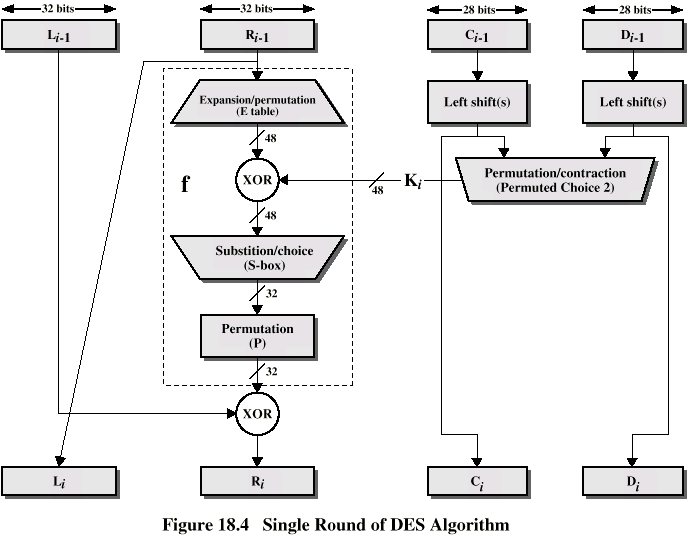 32 bits 32 bits 28 bits 28 bits
Li-1 Ri-1 Ci-1 Di-1
Expansion/permutation
(E table)
Left shift(s) Left shift(s)
48
f XOR 48 Ki
Permutation/contraction
(Permuted Choice 2)
48
Substition/choice
(S-box)
32
Permutation
(P)
32
XOR
Li Ri Ci Di
Figure 18.4 Single Round of DES Algorithm